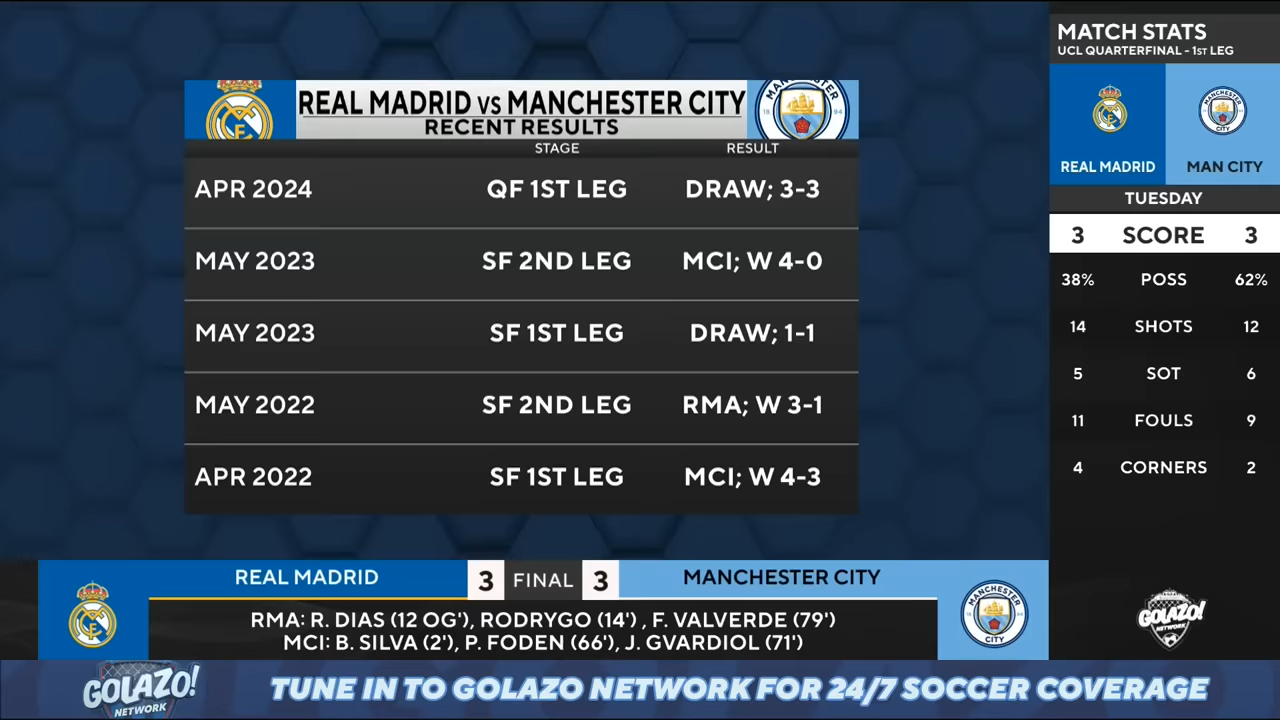 REAL MADRID VS MANCHESTER CITY
RECENT RESULTS
STAGE RESULT
APR 2024 QF 1ST LEG DRAW; 3-3
MAY 2023 SF 2ND LEG MCI; W 4-0
MAY 2023 SF 1ST LEG DRAW; 1-1
MAY 2022 SF 2ND LEG RMA; W 3-1
APR 2022 SF 1ST LEG MCI; W 4-3
MATCH STATS
UCL QUARTERFINAL - 1ST LEG
MANCHESTER
CITY
REAL MADRID MAN CITY
TUESDAY
3 SCORE 3
38% POSS 62%
14 SHOTS 12
5 SOT 6
11 FOULS 9
4 CORNERS 2
GOLAZO!
NETWORK
REAL MADRID 3 FINAL 3 MANCHESTER CITY
RMA: R. DIAS (12 OG'), RODRYGO (14') , F. VALVERDE (79')
MCI: B. SILVA (2'), P. FODEN (66'), J. GVARDIOL (71')
MANCHESTER
CITY
GOLAZO!
NETWORK
TUNE IN TO GOLAZO NETWORK FOR 24/7 SOCCER COVERAGE